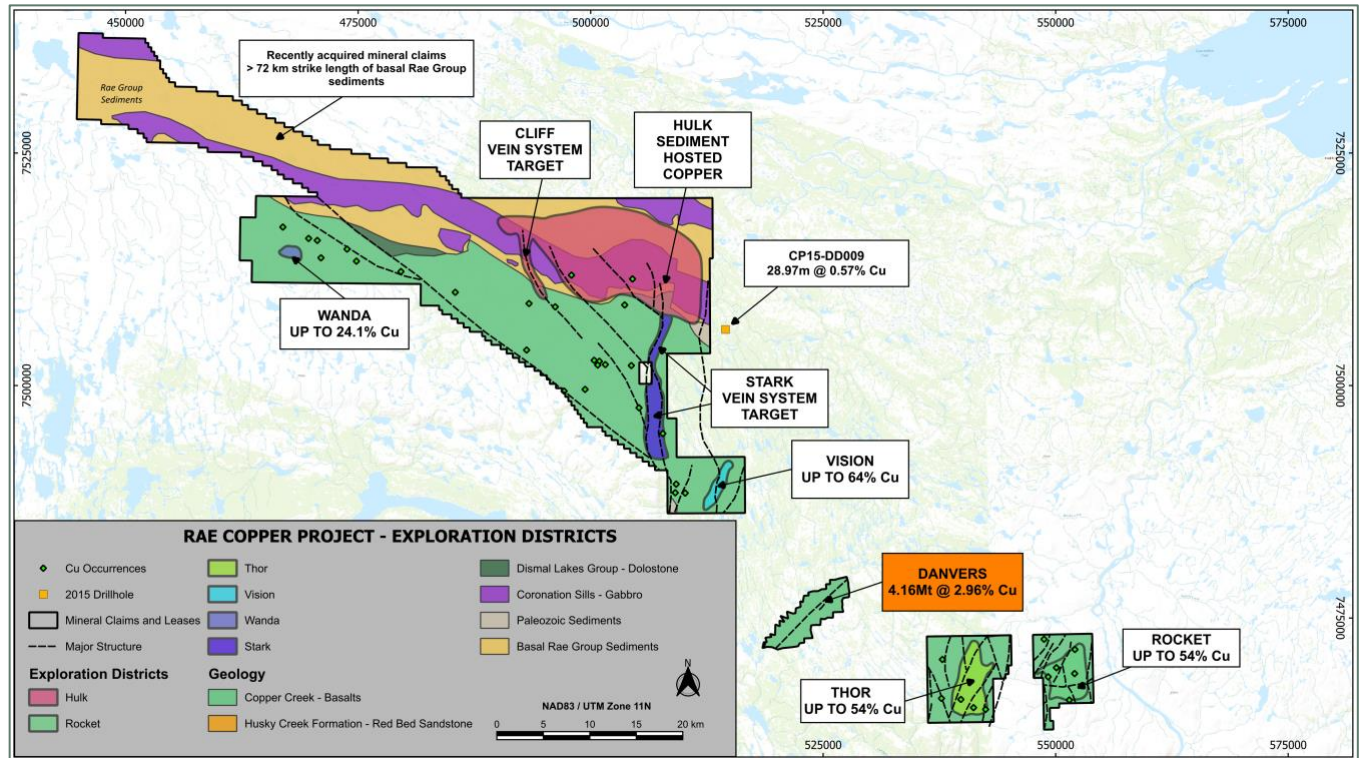 450000
475000
500000
525000
550000
575000
Recently acquired mineral claims
> 72 km strike length of basal Rae Group
sediments
Rae Group
Sediments
CLIFF
VEIN SYSTEM
TARGET
HULK
SEDIMENT
HOSTED
COPPER
7525000
7525000
CP15-DD009
28.97m @ 0.57% Cu
WANDA
UP TO 24.1% Cu
7500000
7500000
STARK
VEIN SYSTEM
TARGET
VISION
UP TO 64% Cu
DANVERS
4.16Mt @ 2.96% Cu
7475000
ROCKET
UP TO 54% Cu
THOR
UP TO 54% Cu
RAE COPPER PROJECT - EXPLORATION DISTRICTS
Cu Occurrences
2015 Drillhole
Mineral Claims and Leases
Major Structure
Exploration Districts
Hulk
Rocket
Thor
Vision
Wanda
Stark
Geology
Copper Creek - Basalts
Husky Creek Formation - Red Bed Sandstone
Dismal Lakes Group - Dolostone
Coronation Sills - Gabbro
Paleozoic Sediments
Basal Rae Group Sediments
N
NAD83 / UTM Zone 11N
0 5 10 15 20 km
525000
550000
575000